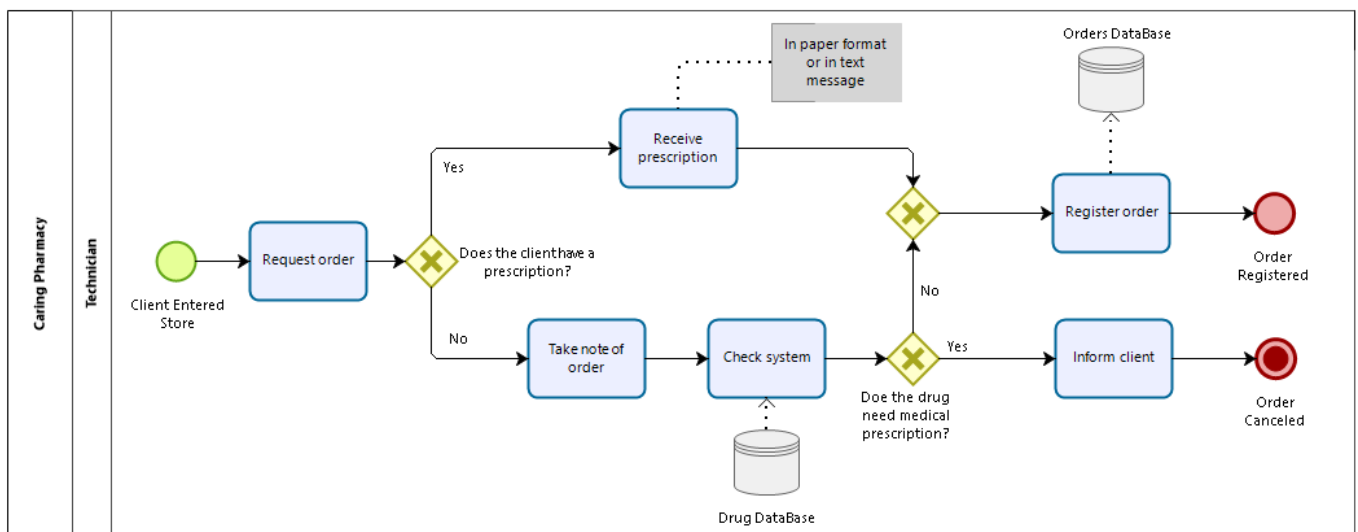 Caring Pharmacy
Technician
Client Entered
Store
Request order
Does the client have a
prescription?
Yes
No
Receive
prescription
In paper format
or in text
message
Take note of
order
Check system
Drug DataBase
Doe the drug
need medical
prescription?
No
Yes
Orders DataBase
Register order
Order
Registered
Inform client
Order
Canceled